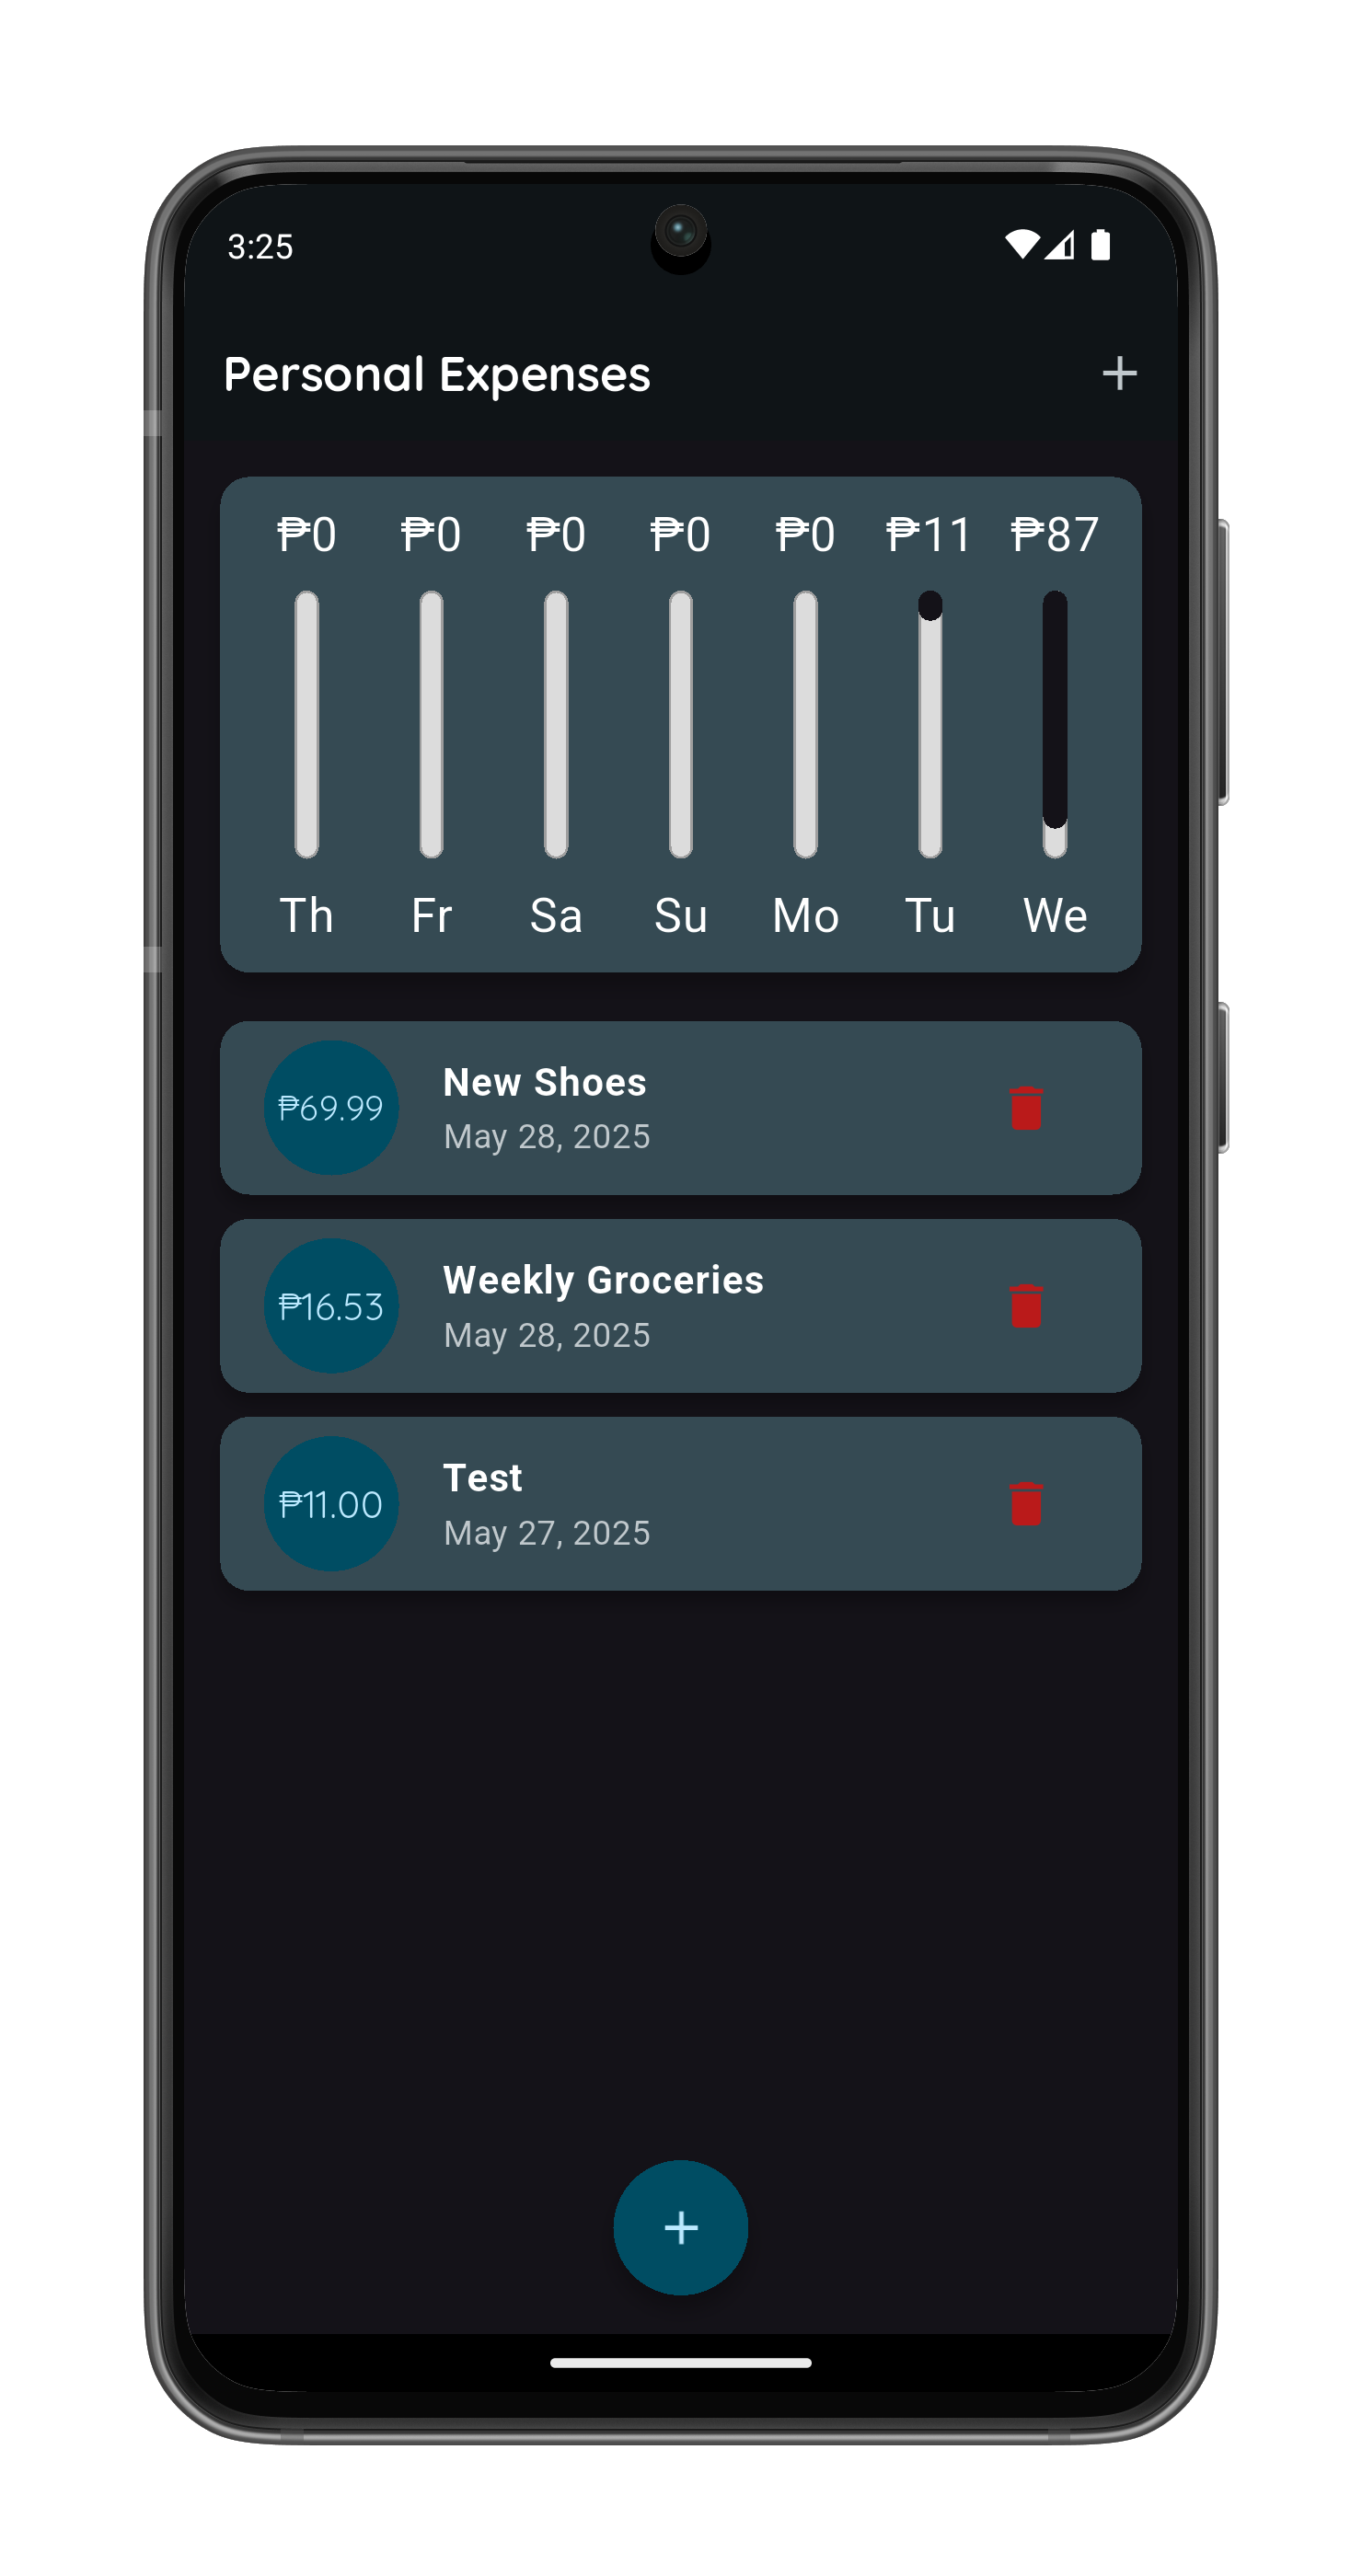 3:25
Personal Expenses
₱0 ₱0 ₱0 ₱0 ₱0 ₱11 ₱87
Th Fr Sa Su Mo Tu We
₱69.99
New Shoes
May 28, 2025
₱16.53
Weekly Groceries
May 28, 2025
₱11.00
Test
May 27, 2025